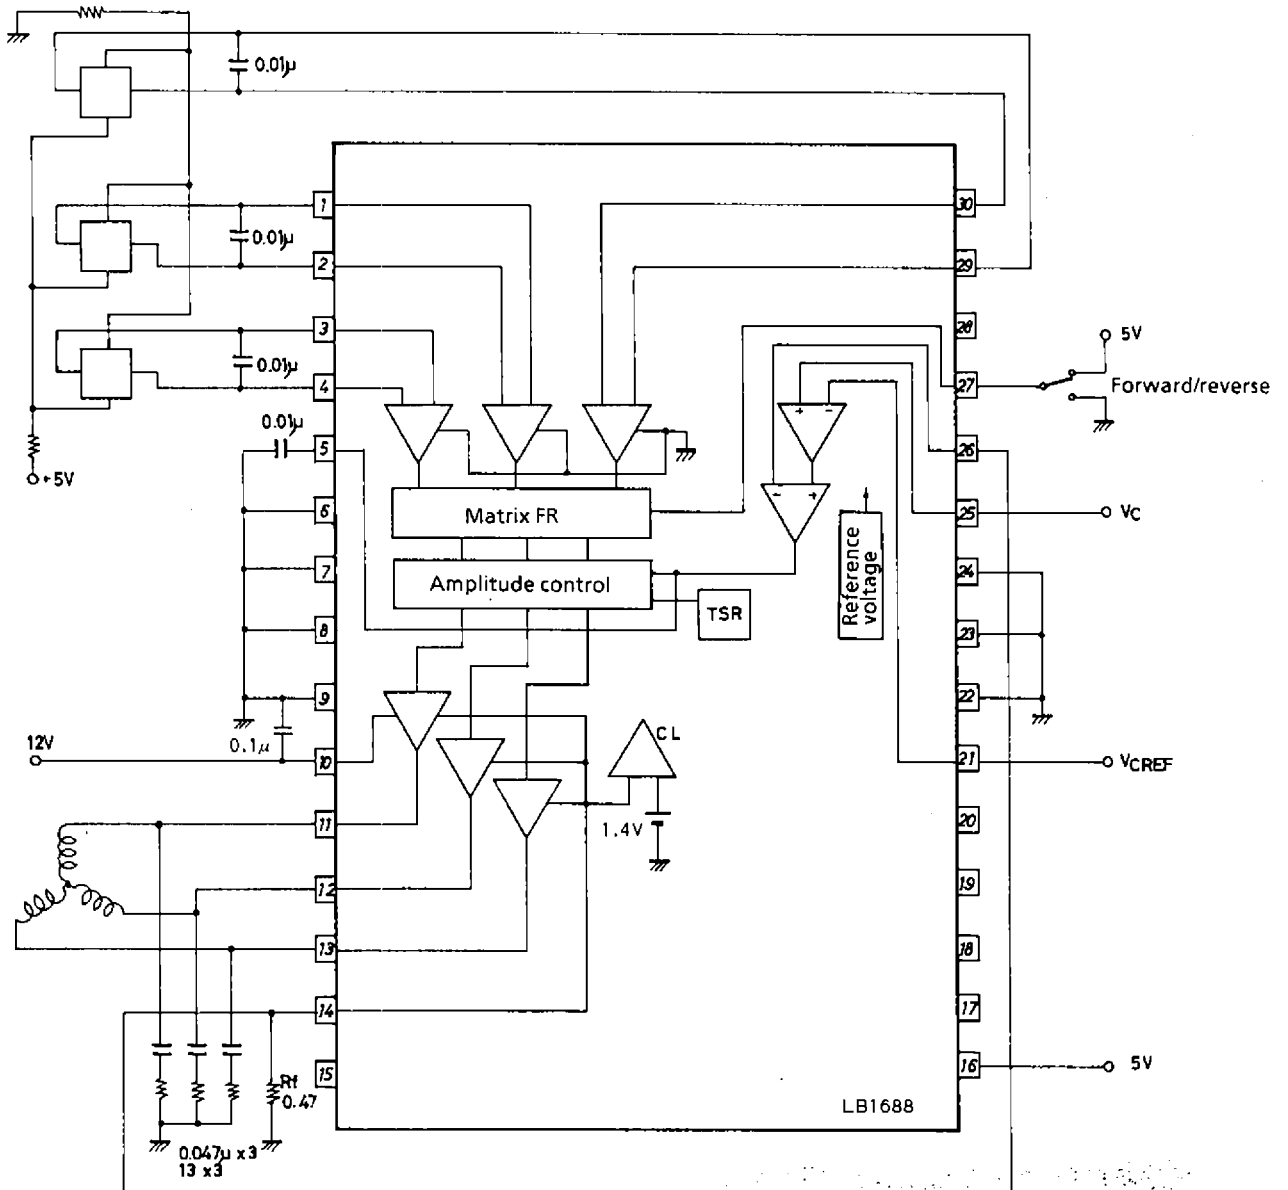 0.01μ
1
30
0.01μ
2
29
3
28
5V
0.01μ
4
27
Forward/reverse
0.01μ
+ -
5
26
+5V
- +
6
Matrix FR
25
VC
Reference
voltage
7
24
Amplitude control
TSR
8
23
9
22
0.1μ
CL
12V
10
21
VCREF
1.4V
11
20
12
19
13
18
14
17
15
16
5V
Rf
0.47
LB1688
0.047μ x3
13 x3